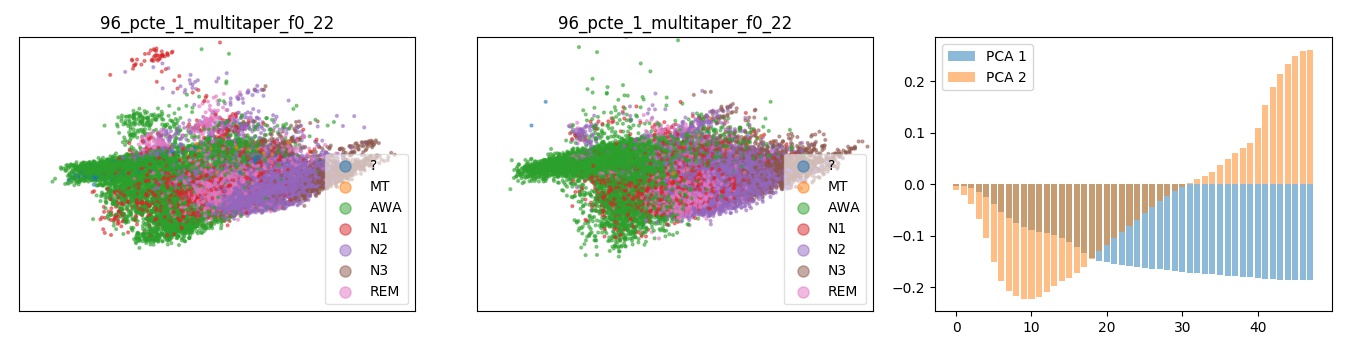 96_pcte_1_multitaper_f0_22
?
MT
AWA
N1
N2
N3
REM
96_pcte_1_multitaper_f0_22
?
MT
AWA
N1
N2
N3
REM
PCA 1
PCA 2
0.2
0.1
0.0
−0.1
−0.2
0 10 20 30 40